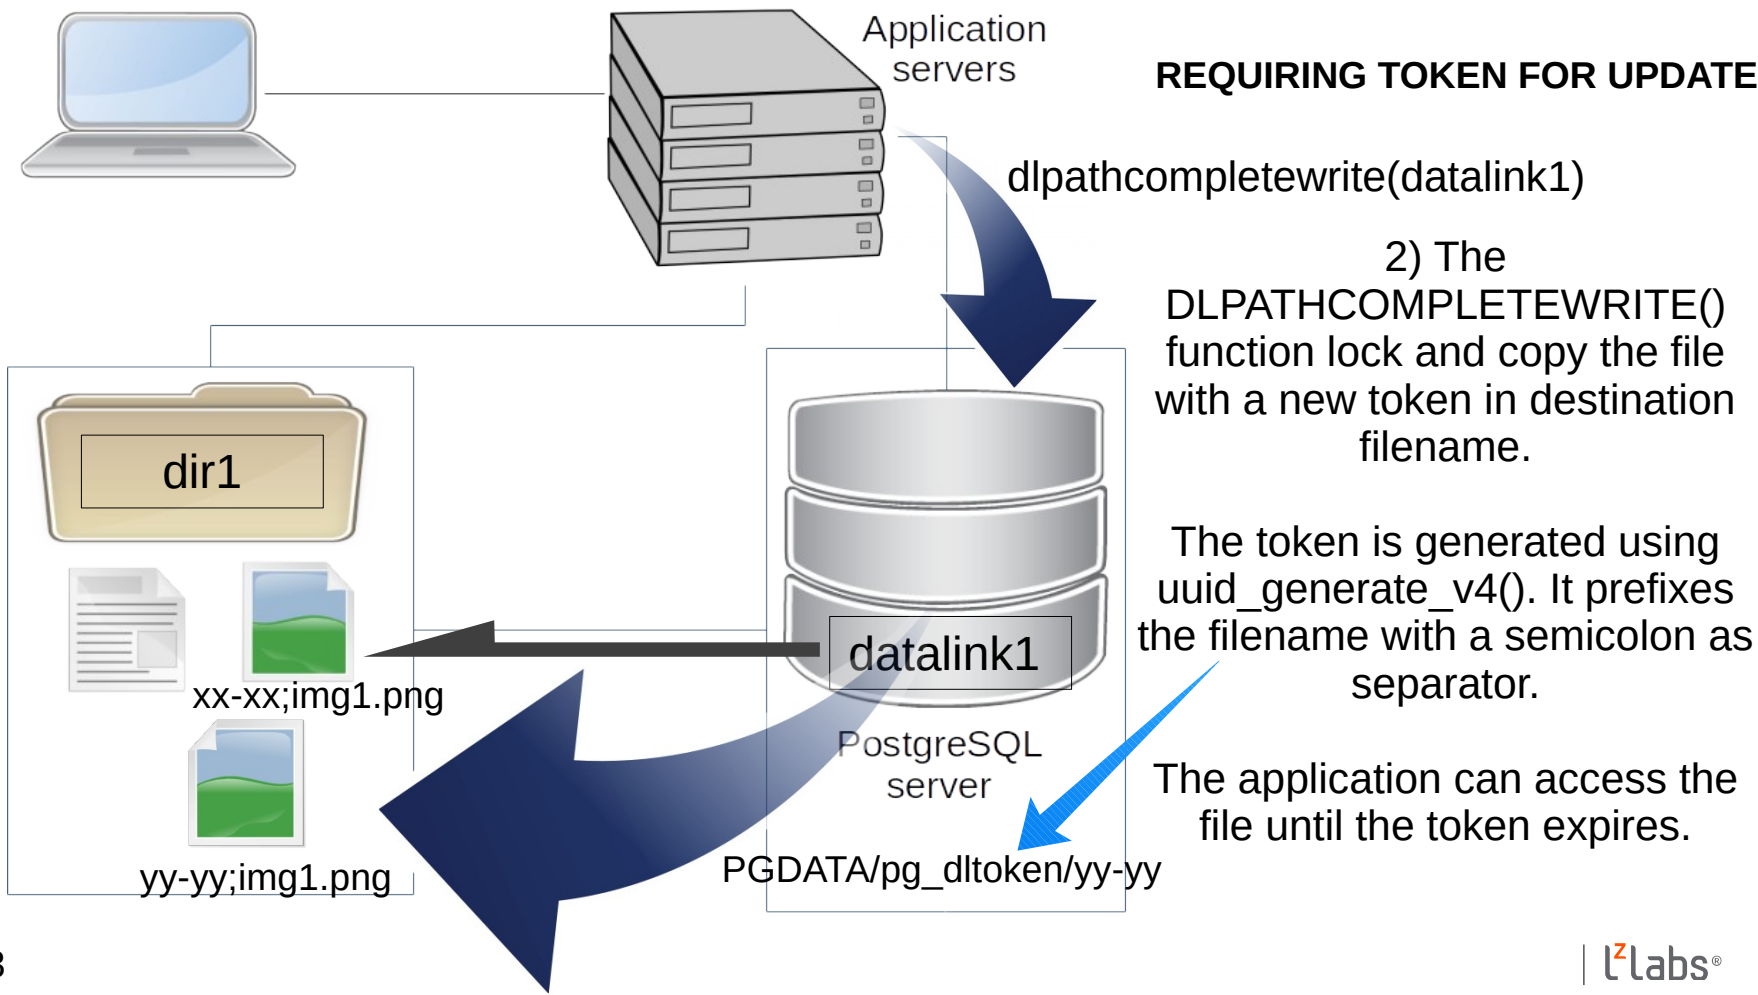 Application
servers
REQUIRING TOKEN FOR UPDATE
dlpathcompletewrite(datalink1)
2) The
DLPATHCOMPLETEWRITE()
function lock and copy the file
with a new token in destination
filename.
The token is generated using
uuid_generate_v4(). It prefixes
the filename with a semicolon as
separator.
The application can access the
file until the token expires.
dir1
datalink1
xx-xx;img1.png
PostgreSQL
server
yy-yy;img1.png
PGDATA/pg_dltoken/yy-yy
LzLabs®